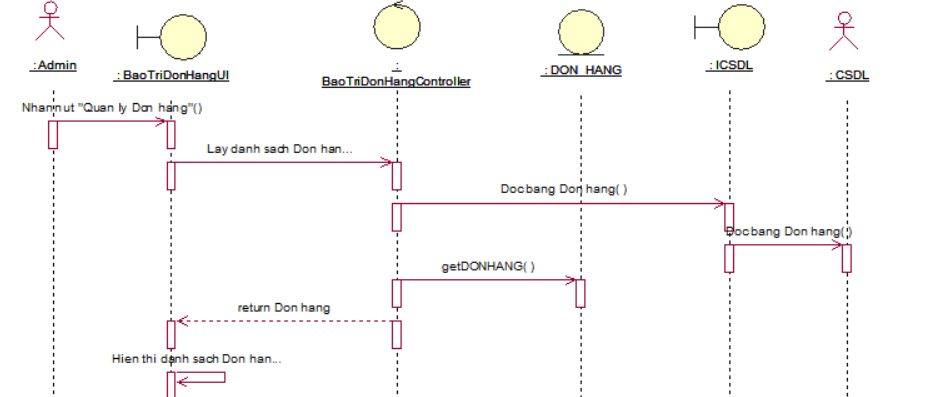 : Admin
: BaoTriDonHangUI
:
BaoTriDonHangController
: DON_HANG
: ICSDL
: CSDL
Nhan nut "Quan ly Don hang"()
Lay danh sach Don han...
Doc bang Don hang( )
Doc bang Don hang( )
getDONHANG( )
return Don hang
Hien thi danh sach Don han...